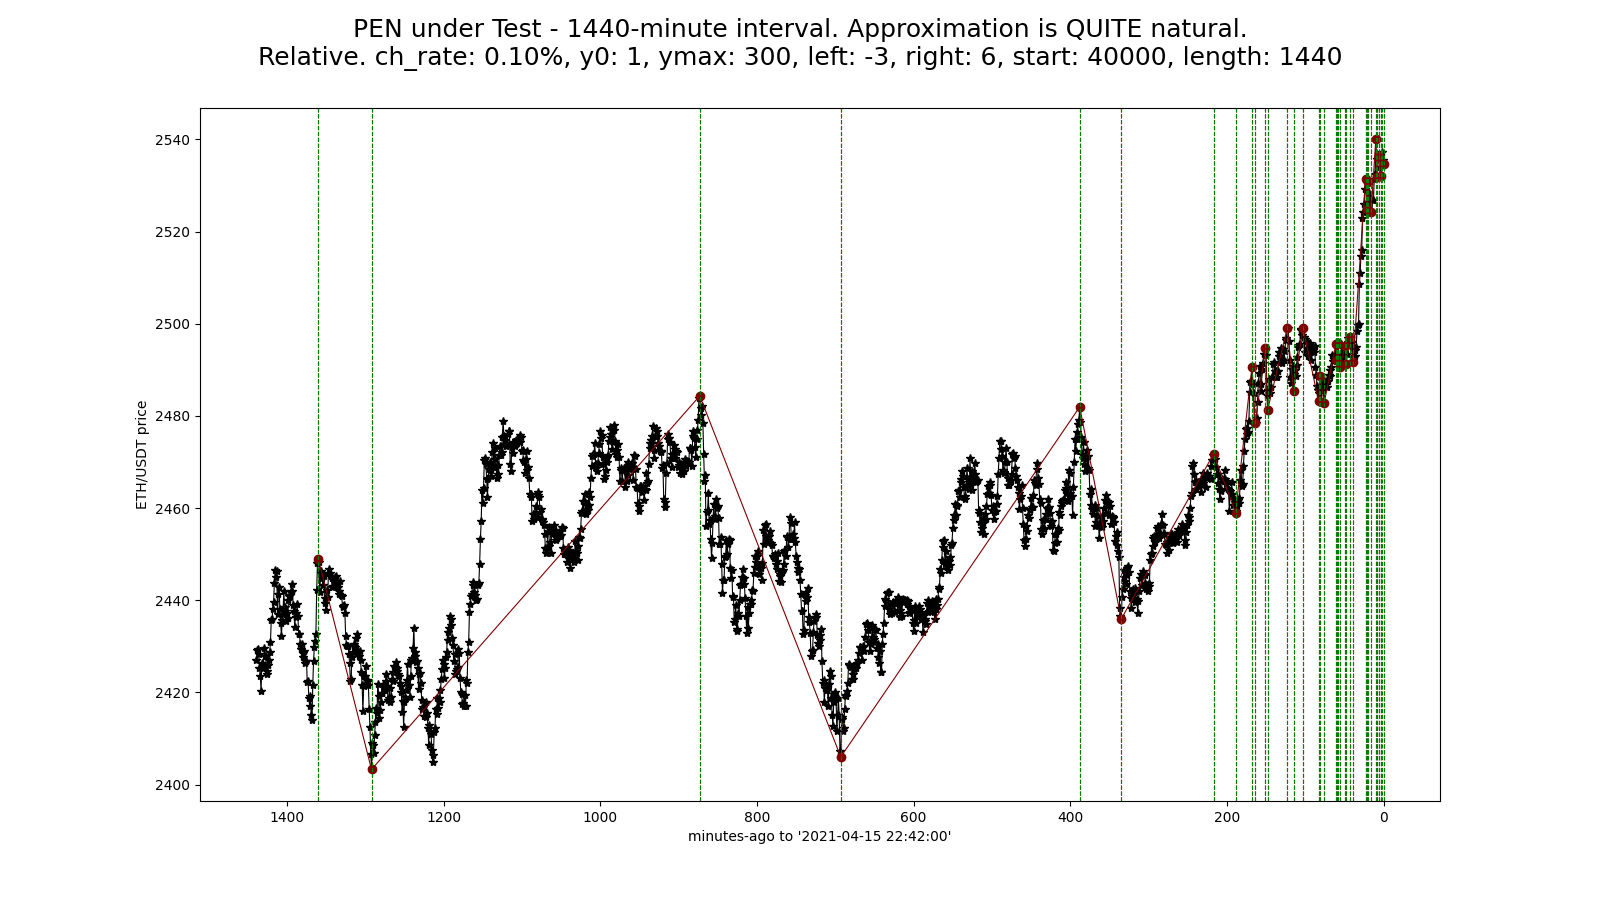 PEN under Test - 1440-minute interval. Approximation is QUITE natural.
Relative. ch_rate: 0.10%, y0: 1, ymax: 300, left: -3, right: 6, start: 40000, length: 1440
2540
2520
2500
2480
2460
2440
2420
2400
ETH/USDT price
1400 1200 1000 800 600 400 200 0
minutes-ago to '2021-04-15 22:42:00'